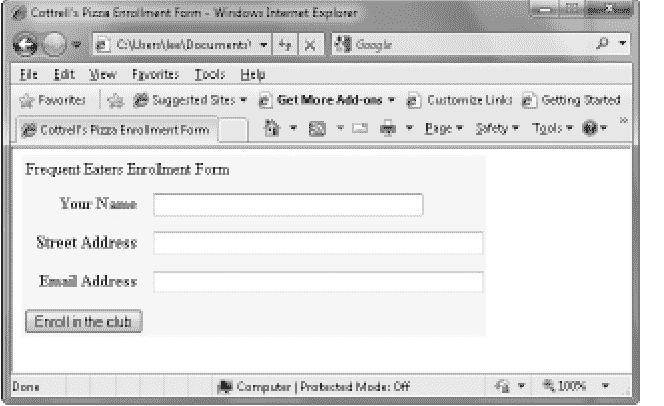 Cottrell's Pizza Enrollment Form - Windows Internet Explorer
C:\Users\lee\Documents\
Google
File Edit View Favorites Tools Help
Favorites Suggested Sites Get More Add-ons Customize Links Getting Started
Cottrell's Pizza Enrollment Form Page Safety Tools »
Frequent Eaters Enrollment Form
Your Name
Street Address
Email Address
Enroll in the club
Done Computer | Protected Mode: Off 100%